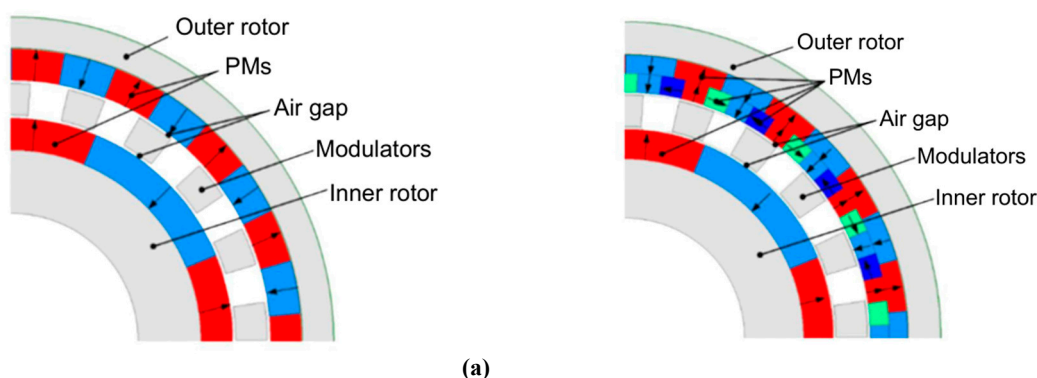 Outer rotor
PMs
Air gap
Modulators
Inner rotor
Outer rotor
PMs
Air gap
Modulators
Inner rotor
(a)